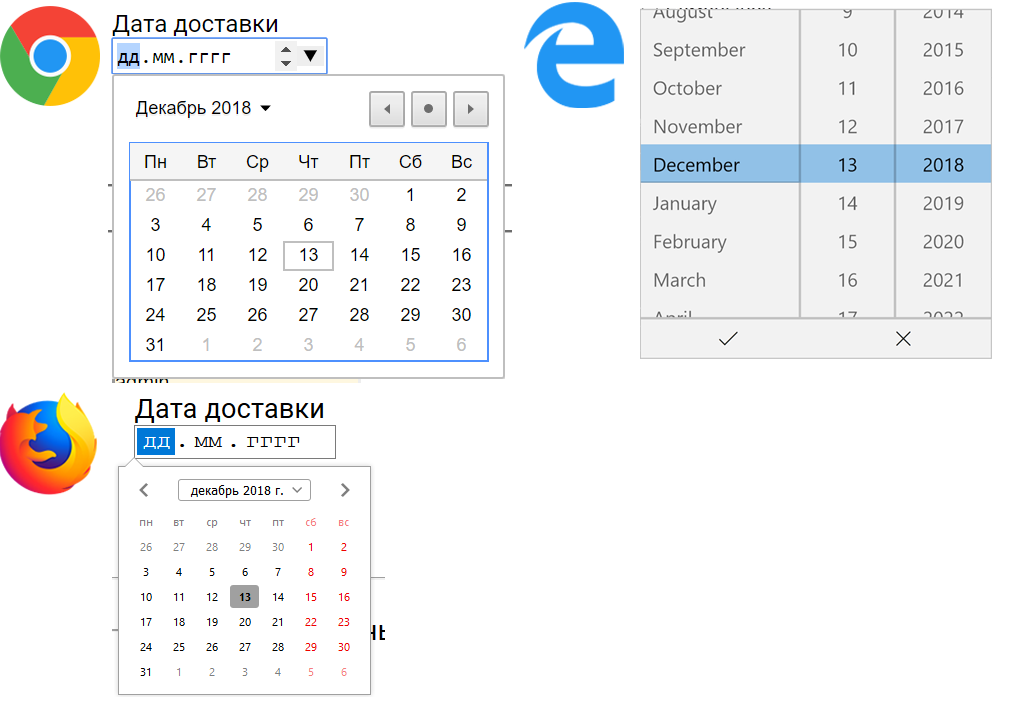 Дата доставки
дд.мм.гггг
Декабрь 2018
Пн Вт Ср Чт Пт Сб Вс
26 27 28 29 30 1 2
3 4 5 6 7 8 9
10 11 12 13 14 15 16
17 18 19 20 21 22 23
24 25 26 27 28 29 30
31 1 2 3 4 5 6
admin
August 9 2014
September 10 2015
October 11 2016
November 12 2017
December 13 2018
January 14 2019
February 15 2020
March 16 2021
April 17 2022
Дата доставки
дд.мм.гггг
декабрь 2018 г.
пн вт ср чт пт сб вс
26 27 28 29 30 1 2
3 4 5 6 7 8 9
10 11 12 13 14 15 16
17 18 19 20 21 22 23
24 25 26 27 28 29 30
31 1 2 3 4 5 6